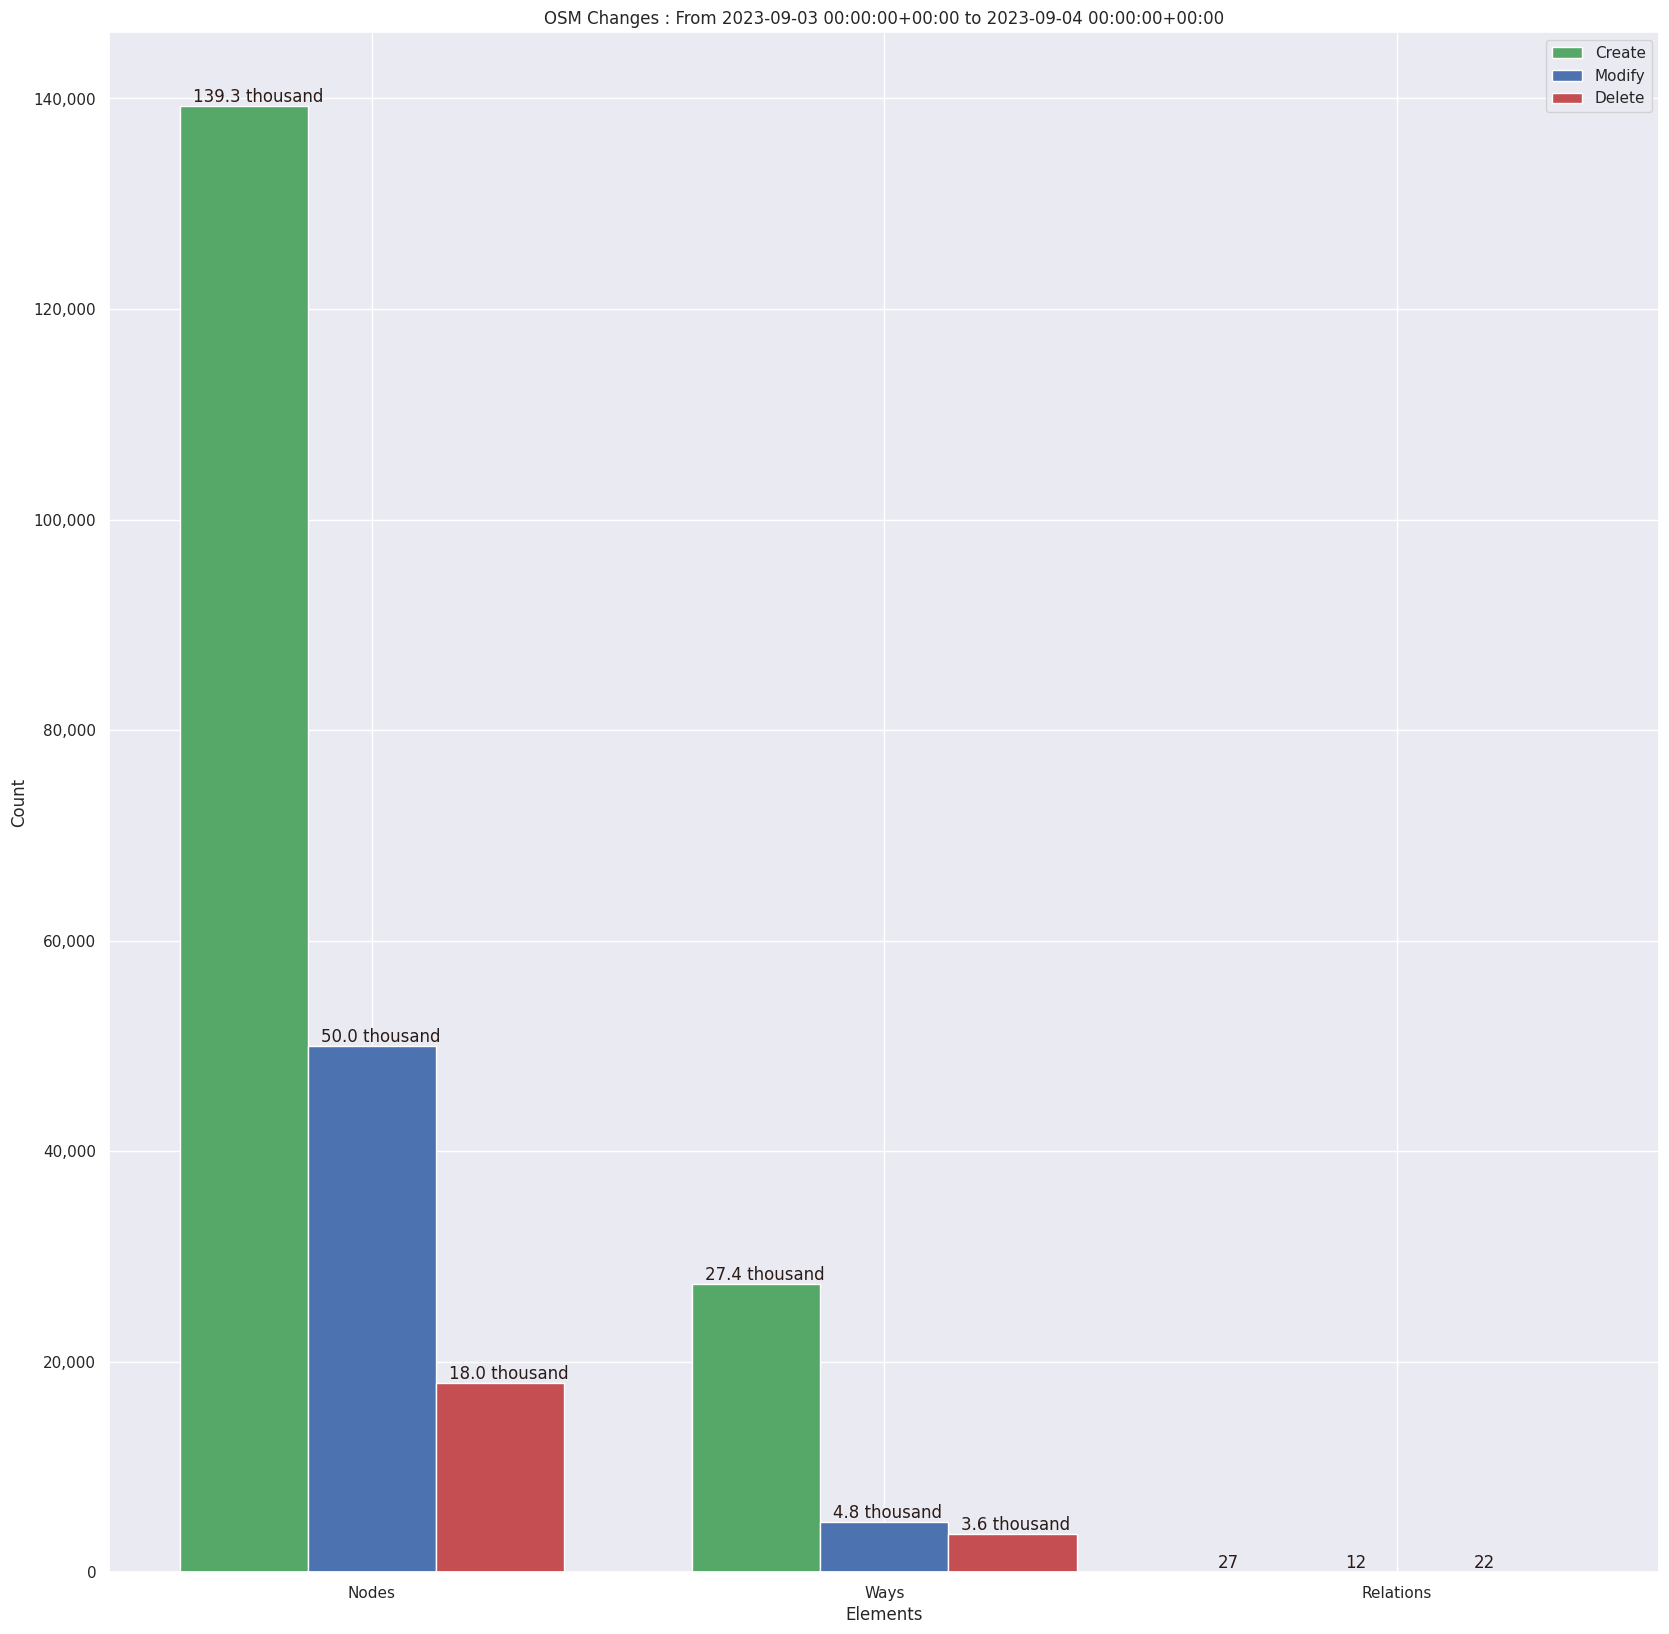 OSM Changes : From 2023-09-03 00:00:00+00:00 to 2023-09-04 00:00:00+00:00
Create
Modify
Delete
140,000
120,000
100,000
80,000
60,000
40,000
20,000
0
Count
139.3 thousand
50.0 thousand
18.0 thousand
27.4 thousand
4.8 thousand
3.6 thousand
27
12
22
Nodes
Ways
Relations
Elements